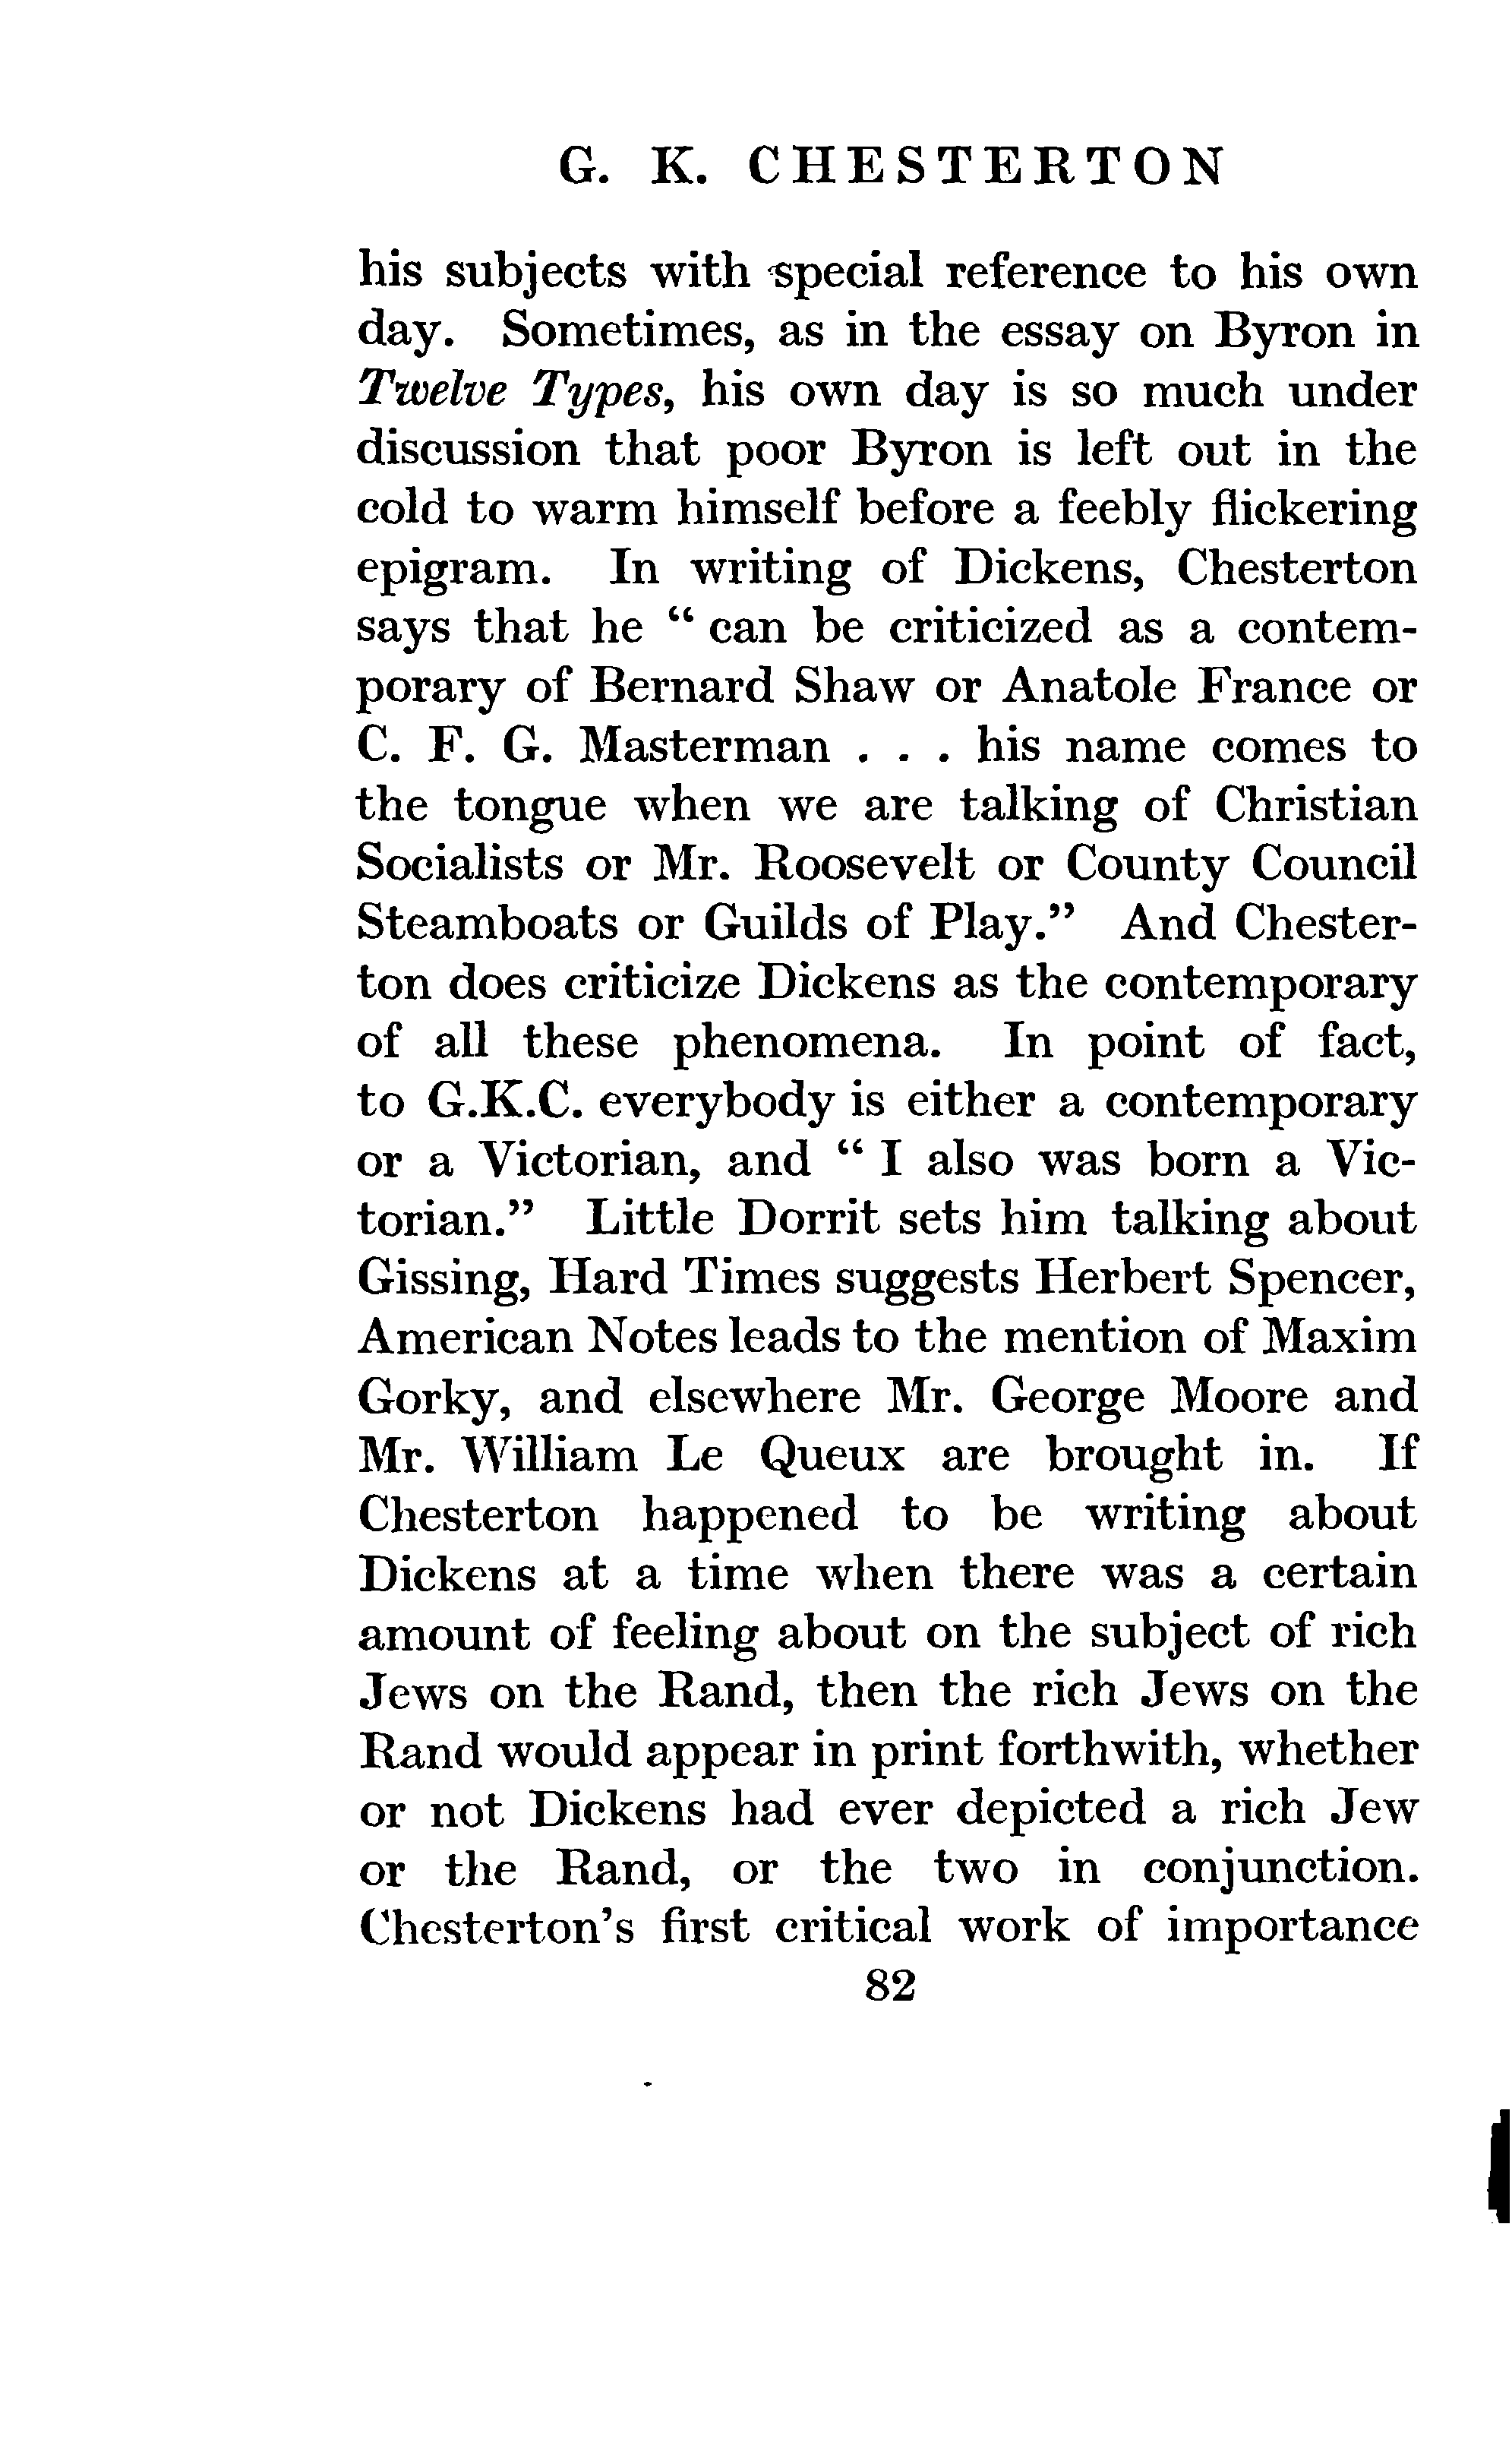 G. K. CHESTERTON
his subjects with special reference to his own
day. Sometimes, as in the essay on Byron in
Twelve Types, his own day is so much under
discussion that poor Byron is left out in the
cold to warm himself before a feebly flickering
epigram. In writing of Dickens, Chesterton
says that he “ can be criticized as a contem-
porary of Bernard Shaw or Anatole France or
C. F. G. Masterman . . . his name comes to
the tongue when we are talking of Christian
Socialists or Mr. Roosevelt or County Council
Steamboats or Guilds of Play.” And Chester-
ton does criticize Dickens as the contemporary
of all these phenomena. In point of fact,
to G.K.C. everybody is either a contemporary
or a Victorian, and “ I also was born a Vic-
torian.” Little Dorrit sets him talking about
Gissing, Hard Times suggests Herbert Spencer,
American Notes leads to the mention of Maxim
Gorky, and elsewhere Mr. George Moore and
Mr. William Le Queux are brought in. If
Chesterton happened to be writing about
Dickens at a time when there was a certain
amount of feeling about on the subject of rich
Jews on the Rand, then the rich Jews on the
Rand would appear in print forthwith, whether
or not Dickens had ever depicted a rich Jew
or the Rand, or the two in conjunction.
Chesterton’s first critical work of importance
82